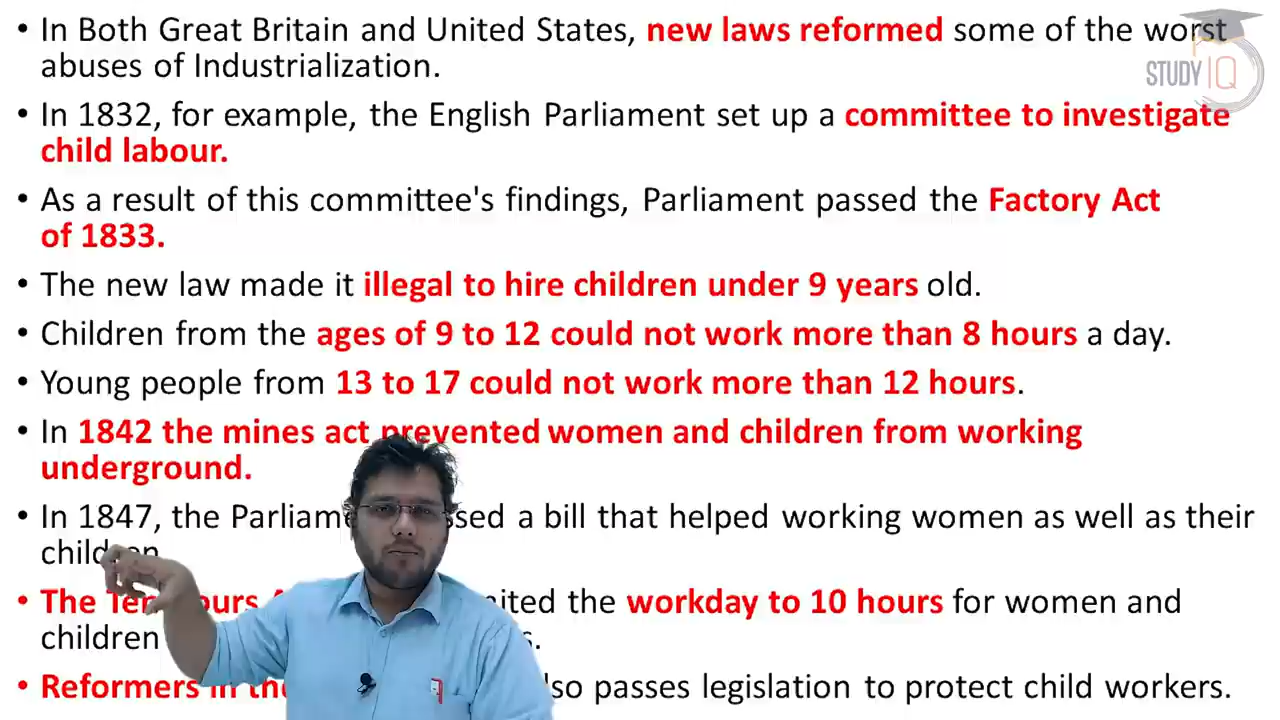 • In Both Great Britain and United States, new laws reformed some of the worst
abuses of Industrialization.
STUDY IQ
• In 1832, for example, the English Parliament set up a committee to investigate
child labour.
• As a result of this committee's findings, Parliament passed the Factory Act
of 1833.
• The new law made it illegal to hire children under 9 years old.
• Children from the ages of 9 to 12 could not work more than 8 hours a day.
• Young people from 13 to 17 could not work more than 12 hours.
• In 1842 the mines act prevented women and children from working
underground.
• In 1847, the a bill that helped working women as well as their
children
• The the workday to 10 hours for women and
children
• Reformers in passes legislation to protect child workers.